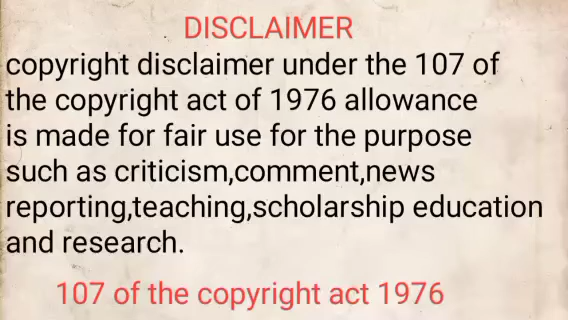 DISCLAIMER
copyright disclaimer under the 107 of
the copyright act of 1976 allowance
is made for fair use for the purpose
such as criticism,comment,news
reporting,teaching,scholarship education
and research.
107 of the copyright act 1976